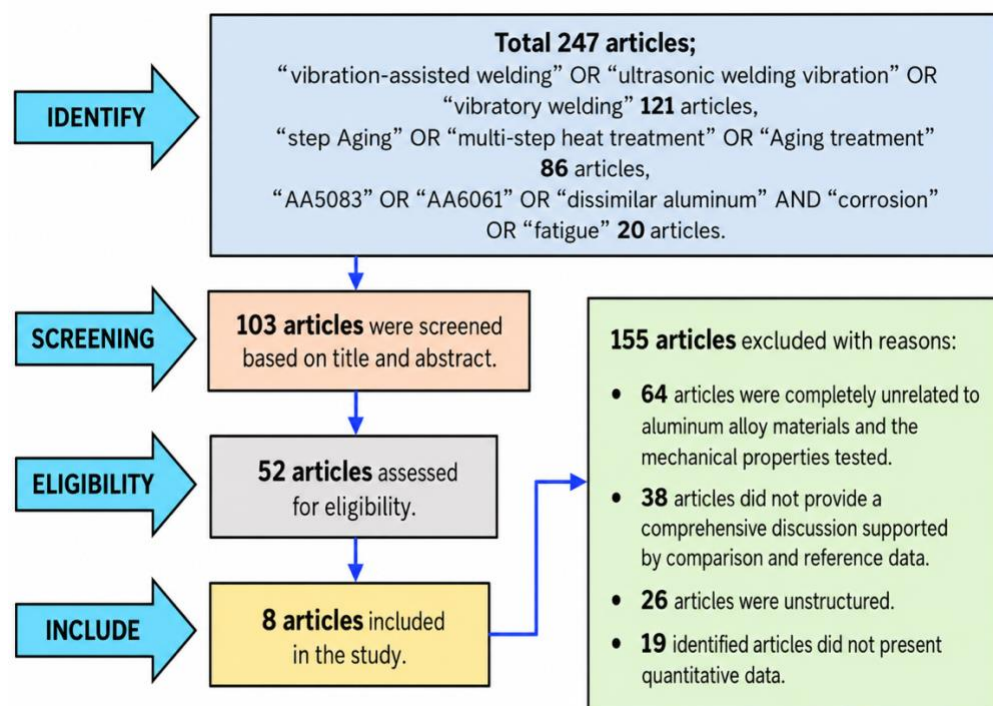 IDENTIFY
Total 247 articles;
“vibration-assisted welding” OR “ultrasonic welding vibration” OR
“vibratory welding” 121 articles,
“step Aging” OR “multi-step heat treatment” OR “Aging treatment”
86 articles,
“AA5083” OR “AA6061” OR “dissimilar aluminum” AND “corrosion”
OR “fatigue” 20 articles.
SCREENING
103 articles were screened
based on title and abstract.
ELIGIBILITY
52 articles assessed
for eligibility.
INCLUDE
8 articles included
in the study.
155 articles excluded with reasons:
• 64 articles were completely unrelated to
aluminum alloy materials and the
mechanical properties tested.
• 38 articles did not provide a
comprehensive discussion supported
by comparison and reference data.
• 26 articles were unstructured.
• 19 identified articles did not present
quantitative data.